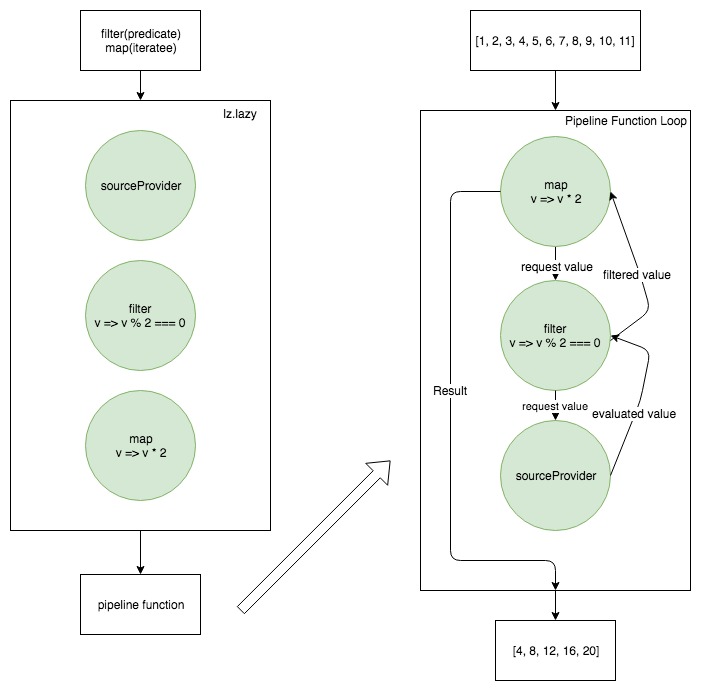 filter(predicate)
map(iteratee)
lz.lazy
sourceProvider
filter
v => v % 2 === 0
map
v => v * 2
pipeline function
[1, 2, 3, 4, 5, 6, 7, 8, 9, 10, 11]
Pipeline Function Loop
map
v => v * 2
request value
filtered value
filter
v => v % 2 === 0
Result
request value
evaluated value
sourceProvider
[4, 8, 12, 16, 20]